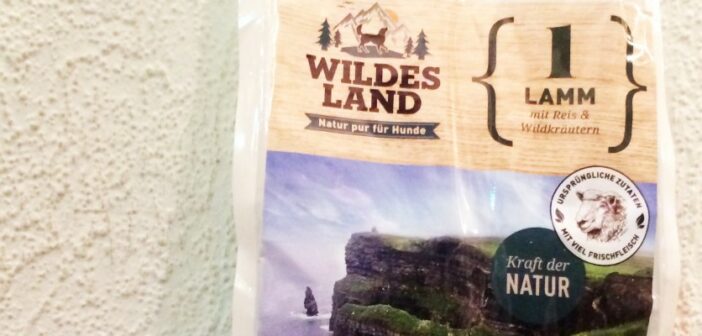 WILDES
LAND
Natur pur für Hunde
1
LAMM
mit Reis &
Wildkräutern
URSPRÜNGLICHE ZUTATEN
MIT VIEL FRISCHFLEISCH
Kraft der
NATUR